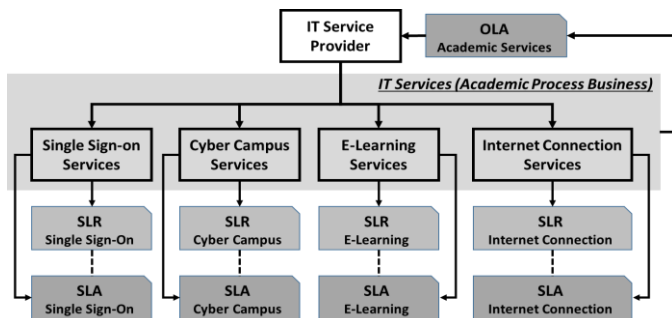 IT Service
Provider
OLA
Academic Services
IT Services (Academic Process Business)
Single Sign-on
Services
Cyber Campus
Services
E-Learning
Services
Internet Connection
Services
SLR
Single Sign-On
SLR
Cyber Campus
SLR
E-Learning
SLR
Internet Connection
SLA
Single Sign-On
SLA
Cyber Campus
SLA
E-Learning
SLA
Internet Connection